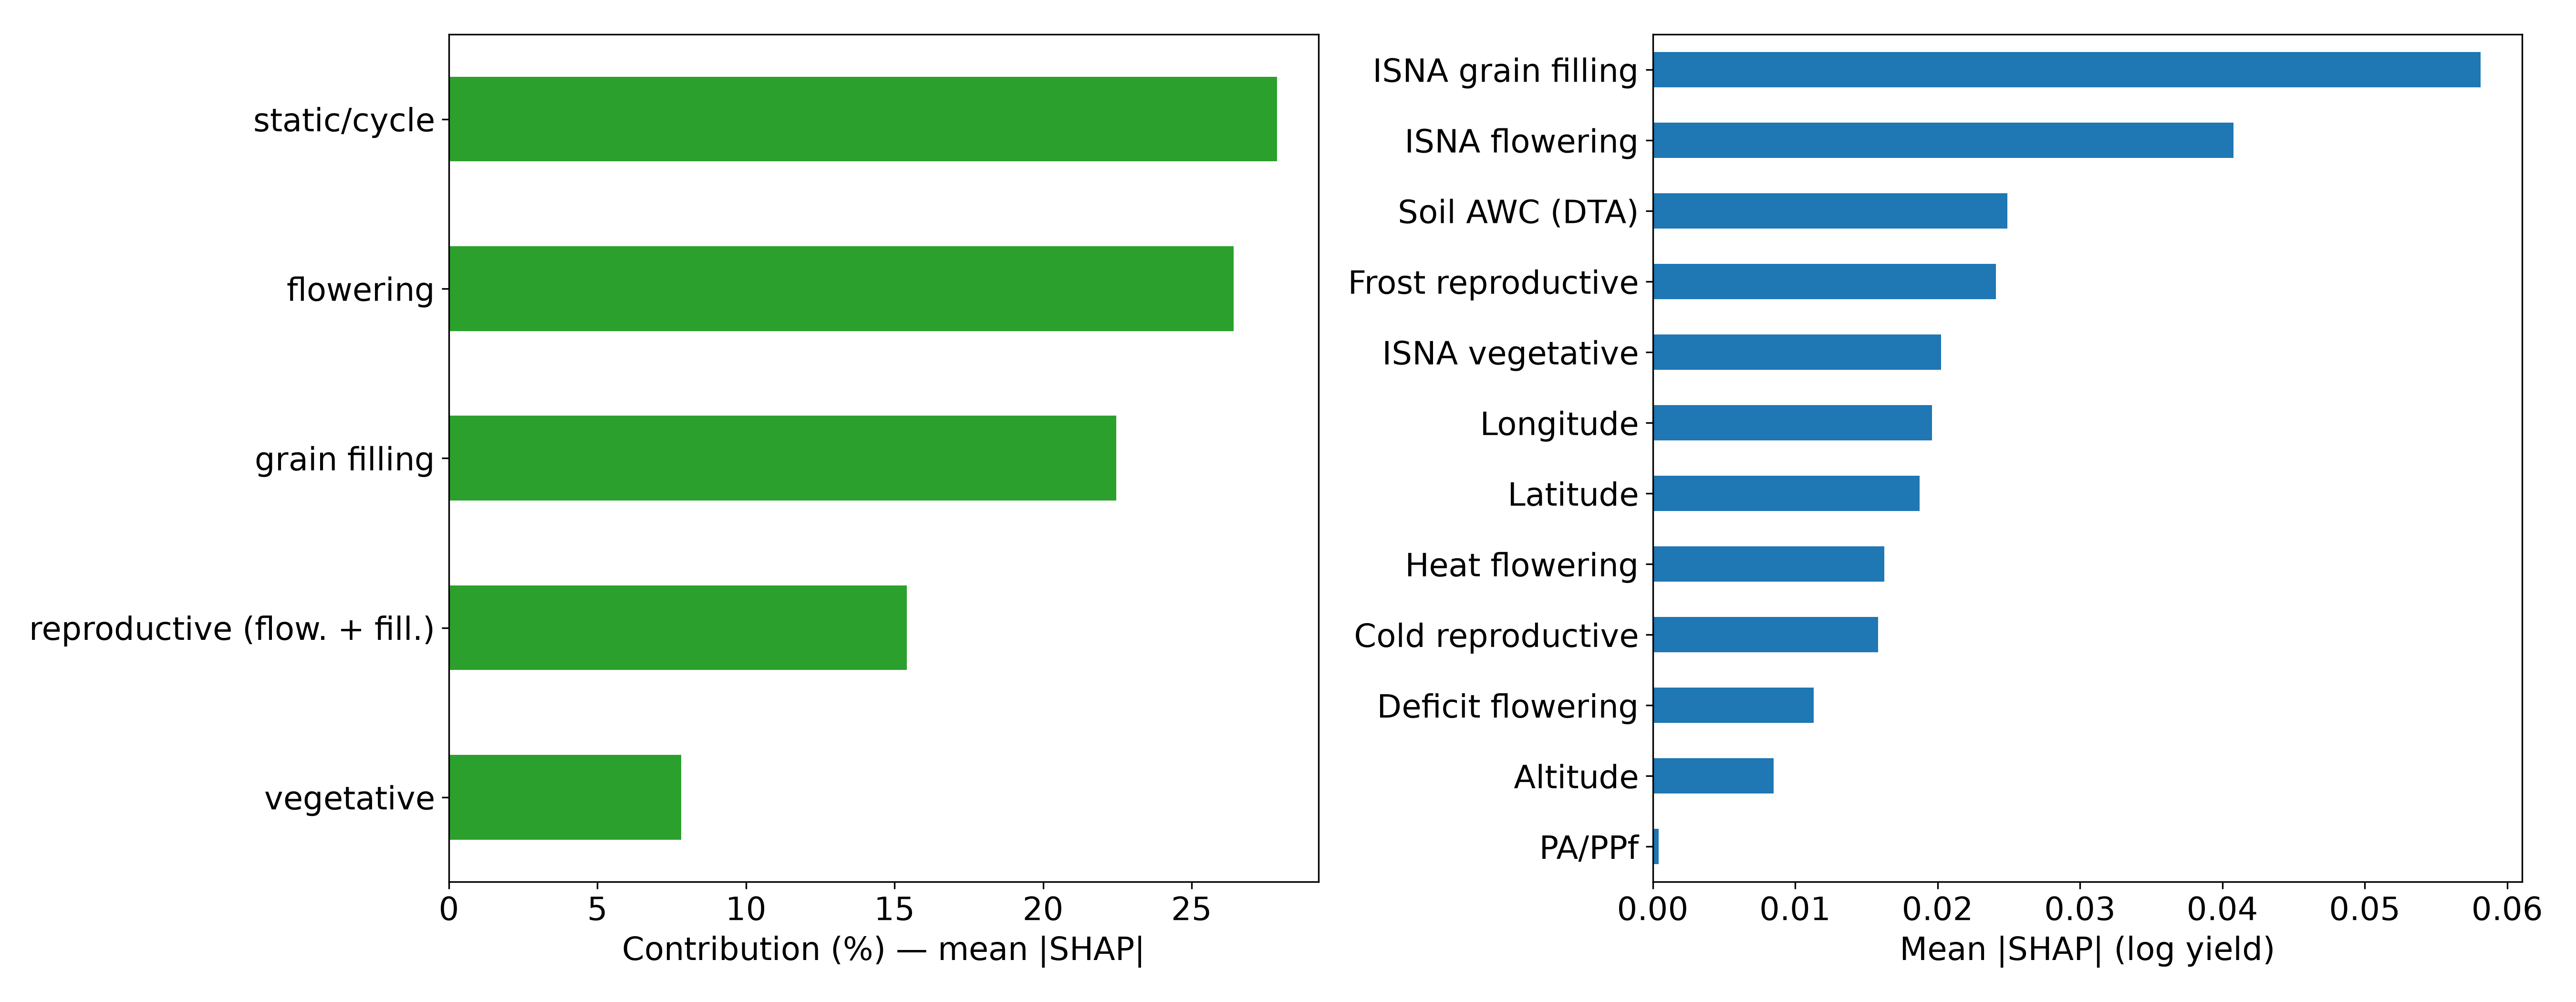 static/cycle
flowering
grain filling
reproductive (flow. + fill.)
vegetative
0 5 10 15 20 25
Contribution (%) — mean |SHAP|
ISNA grain filling
ISNA flowering
Soil AWC (DTA)
Frost reproductive
ISNA vegetative
Longitude
Latitude
Heat flowering
Cold reproductive
Deficit flowering
Altitude
PA/PPf
0.00 0.01 0.02 0.03 0.04 0.05 0.06
Mean |SHAP| (log yield)